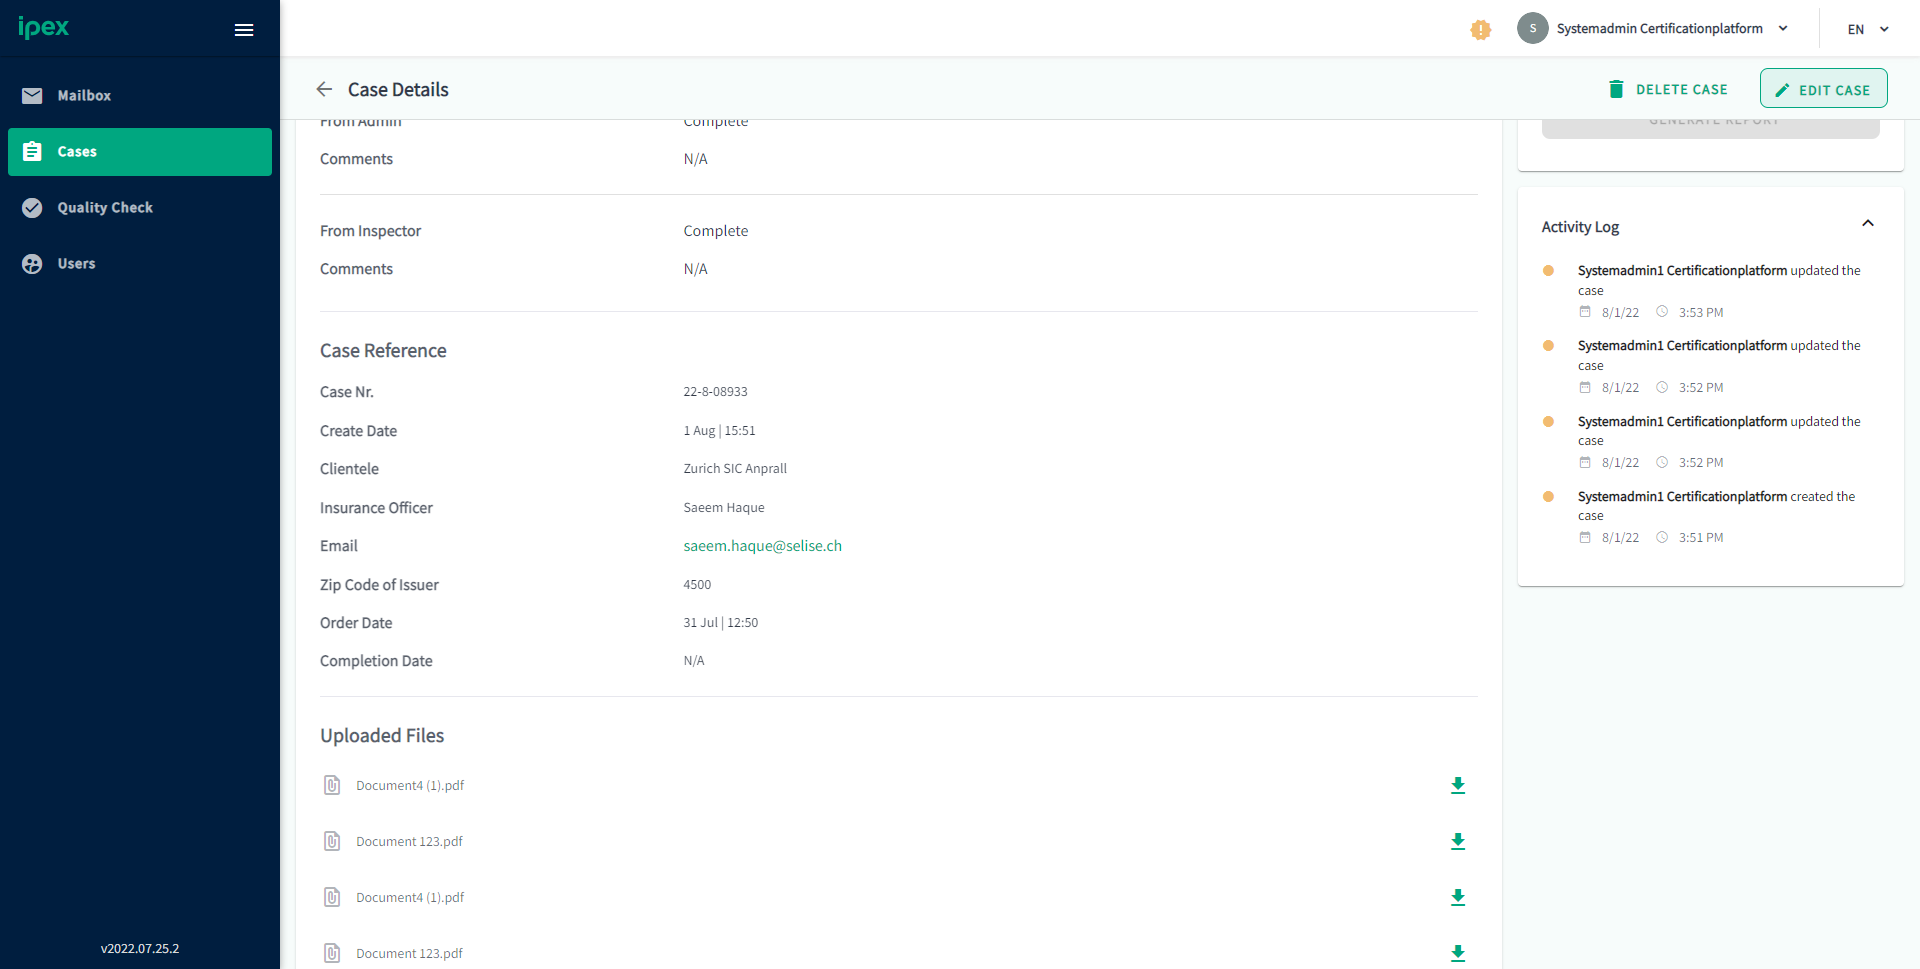 ipex
Systemadmin Certificationplatform
EN
S
Mailbox
Cases
Quality Check
Users
v2022.07.25.2
Case Details
DELETE CASE
EDIT CASE
From Admin
Complete
Comments
N/A
From Inspector
Complete
Comments
N/A
Case Reference
Case Nr.
22-8-08933
Create Date
1 Aug | 15:51
Clientele
Zurich SIC Anprall
Insurance Officer
Saeem Haque
Email
saeem.haque@selise.ch
Zip Code of Issuer
4500
Order Date
31 Jul | 12:50
Completion Date
N/A
Uploaded Files
Document4 (1).pdf
Document 123.pdf
Document4 (1).pdf
Document 123.pdf
GENERATE REPORT
Activity Log
Systemadmin1 Certificationplatform updated the
case
8/1/22 3:53 PM
Systemadmin1 Certificationplatform updated the
case
8/1/22 3:52 PM
Systemadmin1 Certificationplatform updated the
case
8/1/22 3:52 PM
Systemadmin1 Certificationplatform created the
case
8/1/22 3:51 PM